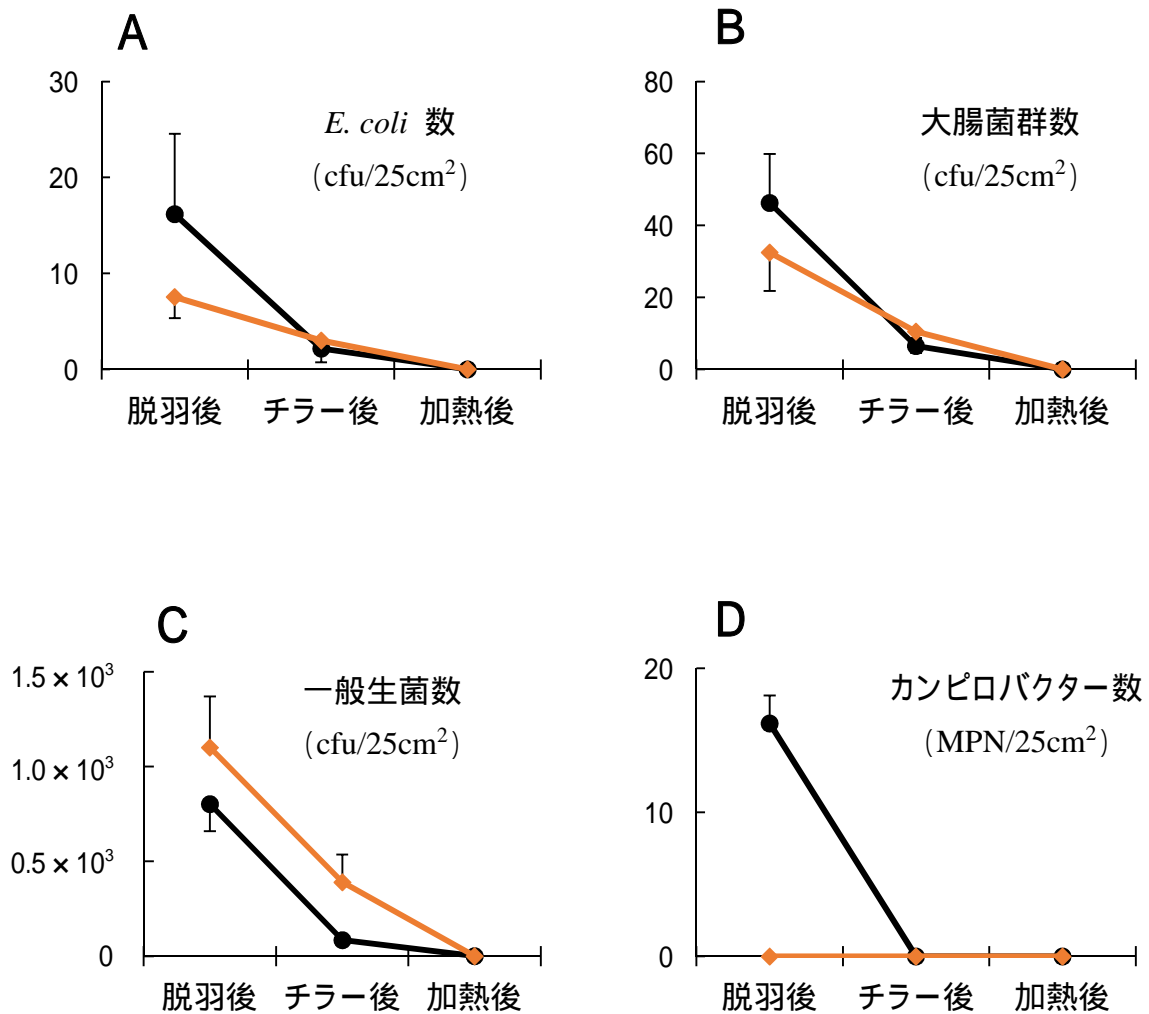 A
E. coli 数
(cfu/25cm²)
30
20
10
0
脱羽後 チラー後 加熱後
B
大腸菌群数
(cfu/25cm²)
80
60
40
20
0
脱羽後 チラー後 加熱後
C
一般生菌数
(cfu/25cm²)
1.5×10³
1.0×10³
0.5×10³
0
脱羽後 チラー後 加熱後
D
カンピロバクター数
(MPN/25cm²)
20
10
0
脱羽後 チラー後 加熱後